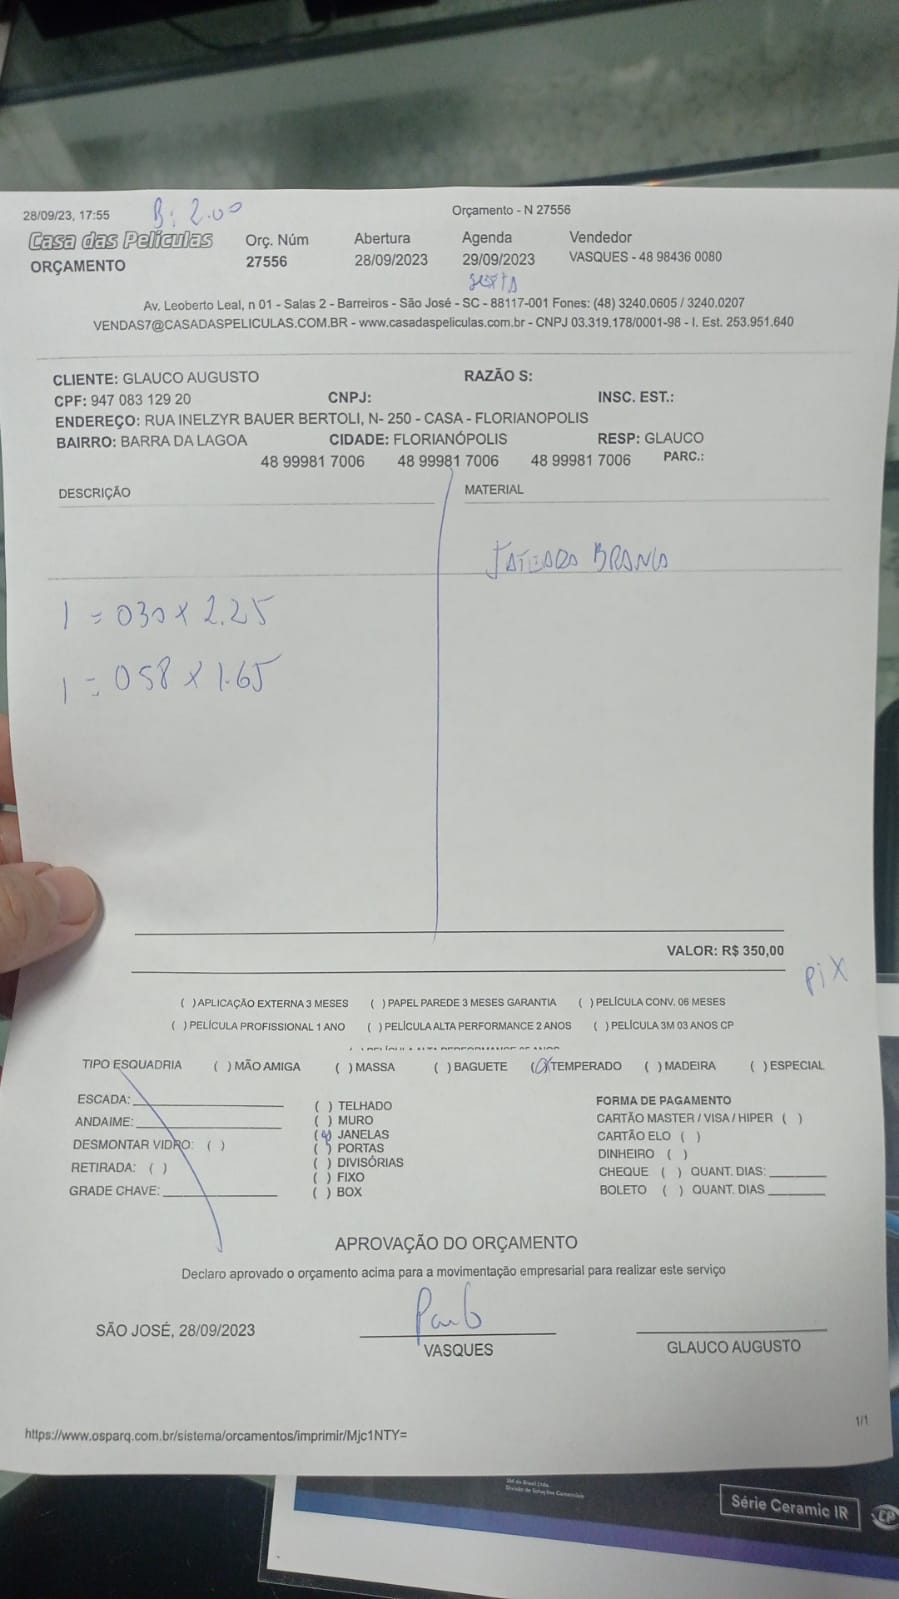 28/09/23, 17:55
B: 2.00
Orçamento - N 27556
Casa das Películas
ORÇAMENTO
Orç. Núm
27556
Abertura
28/09/2023
Agenda
29/09/2023
sexta
Vendedor
VASQUES - 48 98436 0080
Av. Leoberto Leal, n 01 - Salas 2 - Barreiros - São José - SC - 88117-001 Fones: (48) 3240.0605 / 3240.0207
VENDAS7@CASADASPELICULAS.COM.BR - www.casadaspeliculas.com.br - CNPJ 03.319.178/0001-98 - I. Est. 253.951.640
CLIENTE: GLAUCO AUGUSTO RAZÃO S:
CPF: 947 083 129 20 CNPJ: INSC. EST.:
ENDEREÇO: RUA INELZYR BAUER BERTOLI, N- 250 - CASA - FLORIANOPOLIS
BAIRRO: BARRA DA LAGOA CIDADE: FLORIANÓPOLIS RESP: GLAUCO
48 99981 7006 48 99981 7006 48 99981 7006 PARC.:
DESCRIÇÃO MATERIAL
JATEADO BRANCO
1 = 030 x 2.25
1 = 058 x 1.65
VALOR: R$ 350,00
PIX
( ) APLICAÇÃO EXTERNA 3 MESES ( ) PAPEL PAREDE 3 MESES GARANTIA ( ) PELÍCULA CONV. 06 MESES
( ) PELÍCULA PROFISSIONAL 1 ANO ( ) PELÍCULA ALTA PERFORMANCE 2 ANOS ( ) PELÍCULA 3M 03 ANOS CP
TIPO ESQUADRIA ( ) MÃO AMIGA ( ) MASSA ( ) BAGUETE ( ) TEMPERADO ( ) MADEIRA ( ) ESPECIAL
ESCADA:
ANDAIME:
DESMONTAR VIDRO: ( )
RETIRADA: ( )
GRADE CHAVE:
( ) TELHADO
( ) MURO
( ) JANELAS
( ) PORTAS
( ) DIVISÓRIAS
( ) FIXO
( ) BOX
FORMA DE PAGAMENTO
CARTÃO MASTER / VISA / HIPER ( )
CARTÃO ELO ( )
DINHEIRO ( )
CHEQUE ( ) QUANT. DIAS:
BOLETO ( ) QUANT. DIAS
APROVAÇÃO DO ORÇAMENTO
Declaro aprovado o orçamento acima para a movimentação empresarial para realizar este serviço
SÃO JOSÉ, 28/09/2023
VASQUES
GLAUCO AUGUSTO
1/1
https://www.osparq.com.br/sistema/orcamentos/imprimir/Mjc1NTY=
Série Ceramic IR